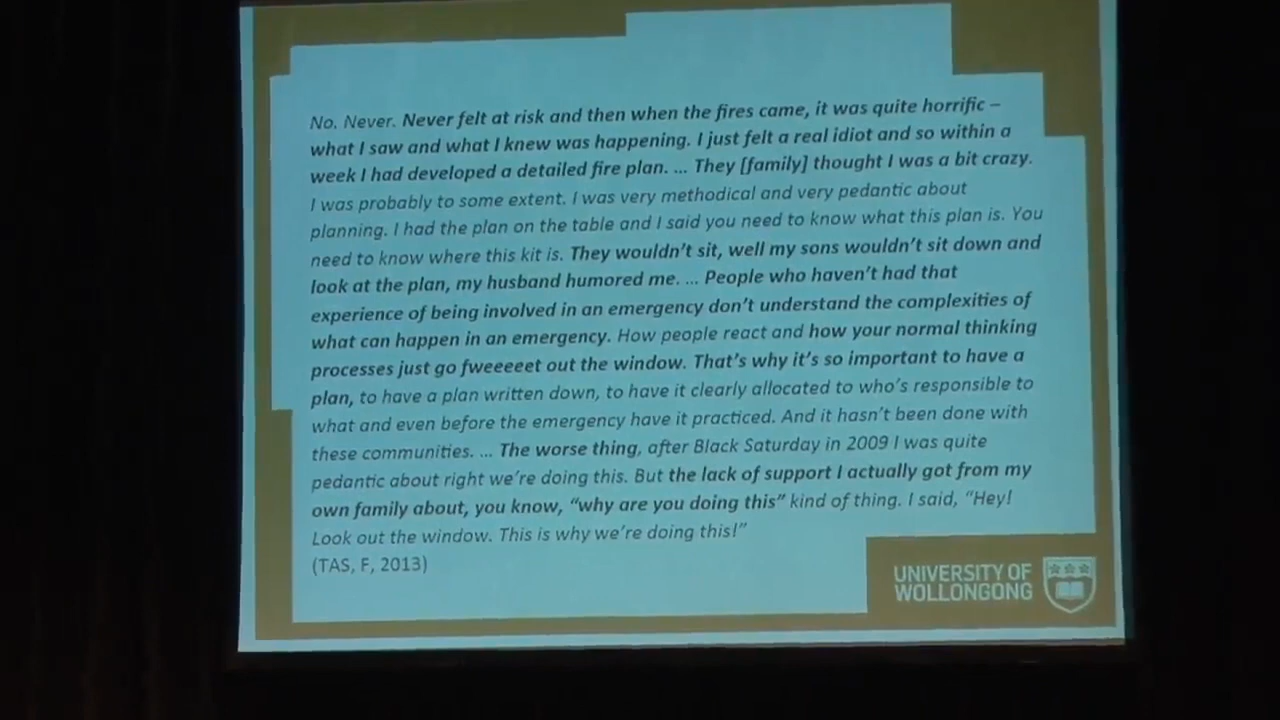 No. Never. Never felt at risk and then when the fires came, it was quite horrific –
what I saw and what I knew was happening. I just felt a real idiot and so within a
week I had developed a detailed fire plan. ... They [family] thought I was a bit crazy.
I was probably to some extent. I was very methodical and very pedantic about
planning. I had the plan on the table and I said you need to know what this plan is. You
need to know where this kit is. They wouldn't sit, well my sons wouldn't sit down and
look at the plan, my husband humored me. ... People who haven't had that
experience of being involved in an emergency don't understand the complexities of
what can happen in an emergency. How people react and how your normal thinking
processes just go fweeeeet out the window. That's why it's so important to have a
plan, to have a plan written down, to have it clearly allocated to who's responsible to
what and even before the emergency have it practiced. And it hasn't been done with
these communities. ... The worse thing, after Black Saturday in 2009 I was quite
pedantic about right we're doing this. But the lack of support I actually got from my
own family about, you know, "why are you doing this" kind of thing. I said, "Hey!
Look out the window. This is why we're doing this!"
(TAS, F, 2013)
UNIVERSITY OF
WOLLONGONG